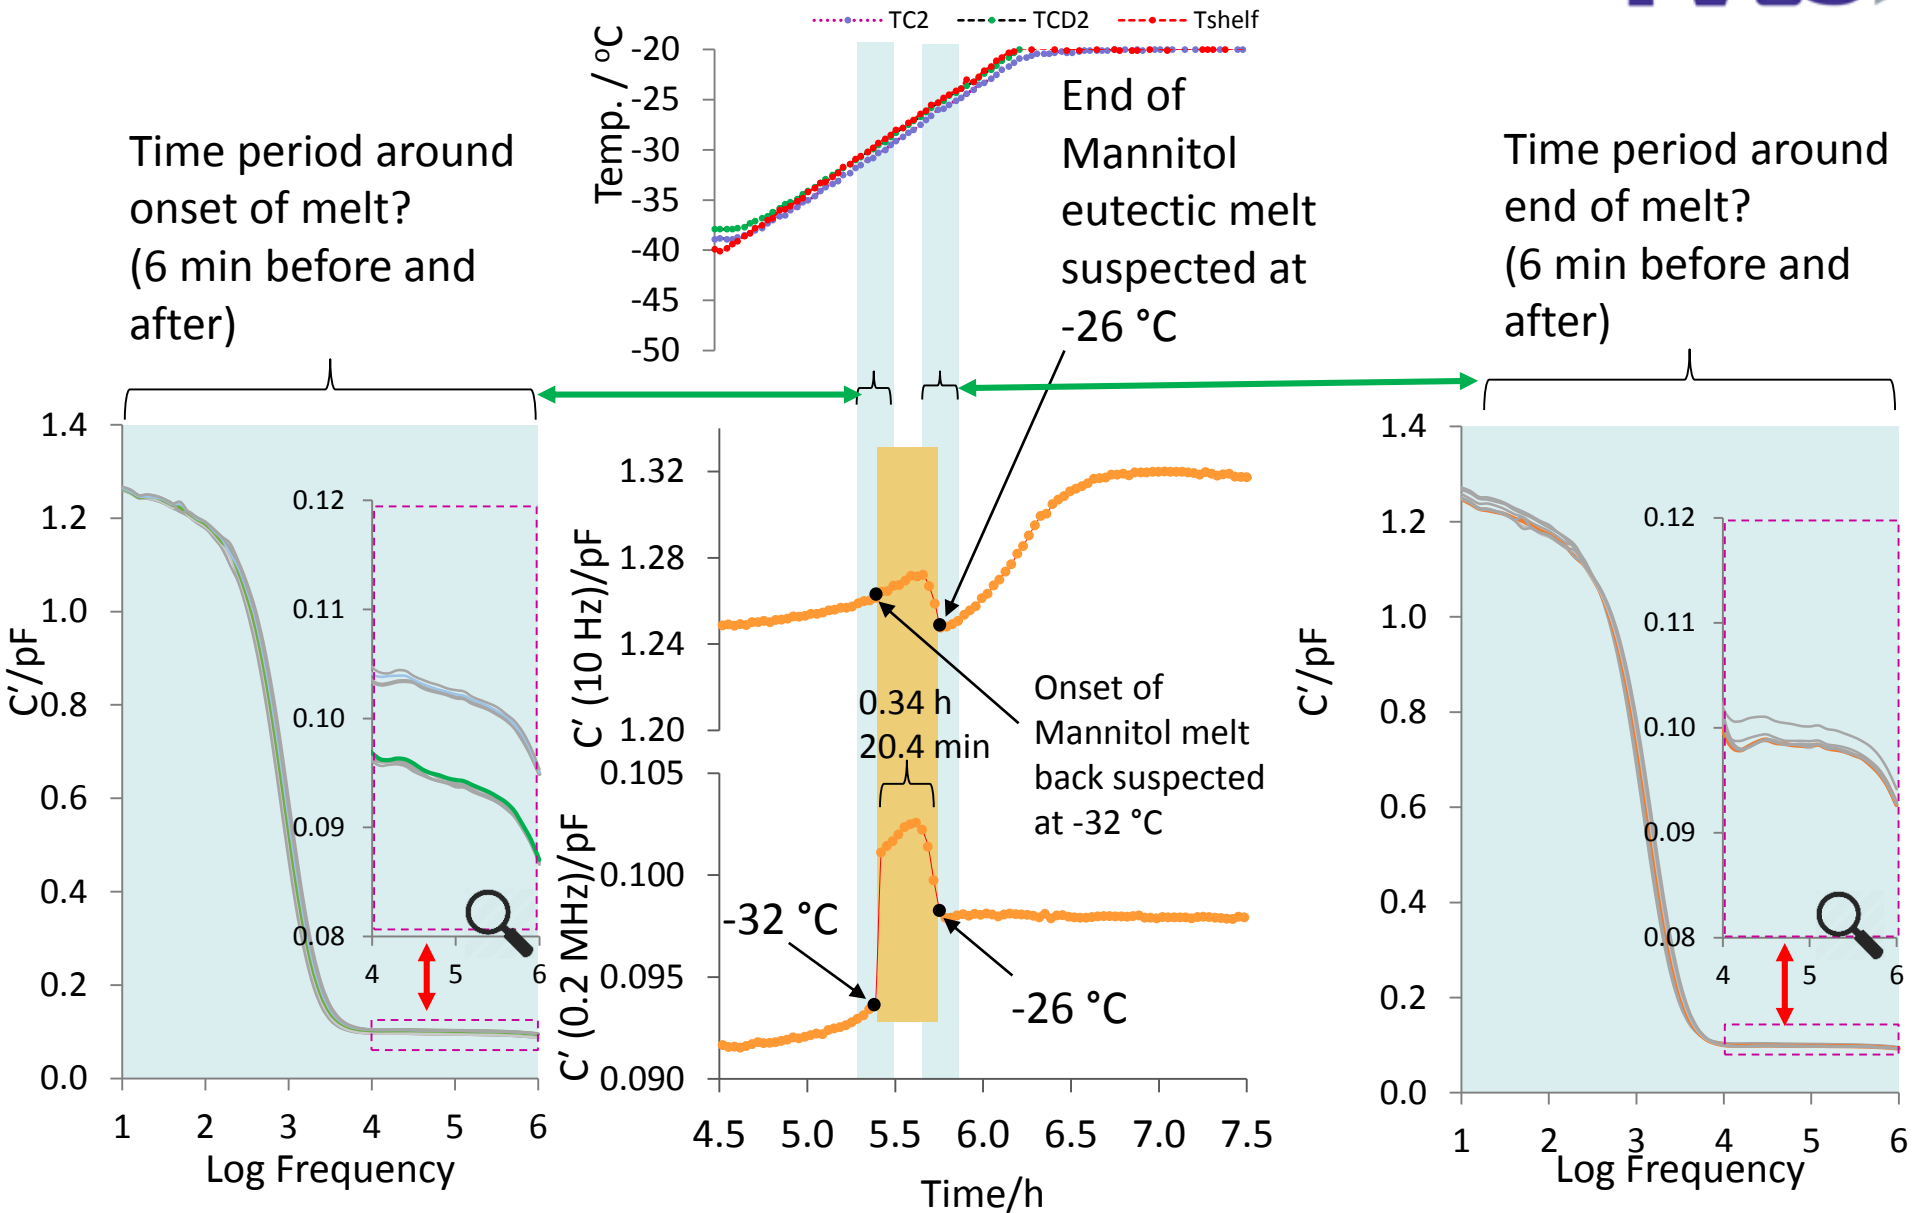 TC2 TCD2 Tshelf
Temp. / °C
-20
-25
-30
-35
-40
-45
-50
Time period around
onset of melt?
(6 min before and
after)
End of
Mannitol
eutectic melt
suspected at
-26 °C
Time period around
end of melt?
(6 min before and
after)
C'/pF
1.4
1.2
1.0
0.8
0.6
0.4
0.2
0.0
1 2 3 4 5 6
Log Frequency
0.12
0.11
0.10
0.09
0.08
4 5 6
C' (10 Hz)/pF
1.32
1.28
1.24
1.20
0.34 h
20.4 min
Onset of
Mannitol melt
back suspected
at -32 °C
C' (0.2 MHz)/pF
0.105
0.100
0.095
0.090
-32 °C
-26 °C
4.5 5.0 5.5 6.0 6.5 7.0 7.5
Time/h
C'/pF
1.4
1.2
1.0
0.8
0.6
0.4
0.2
0.0
1 2 3 4 5 6
Log Frequency
0.12
0.11
0.10
0.09
0.08
4 5 6